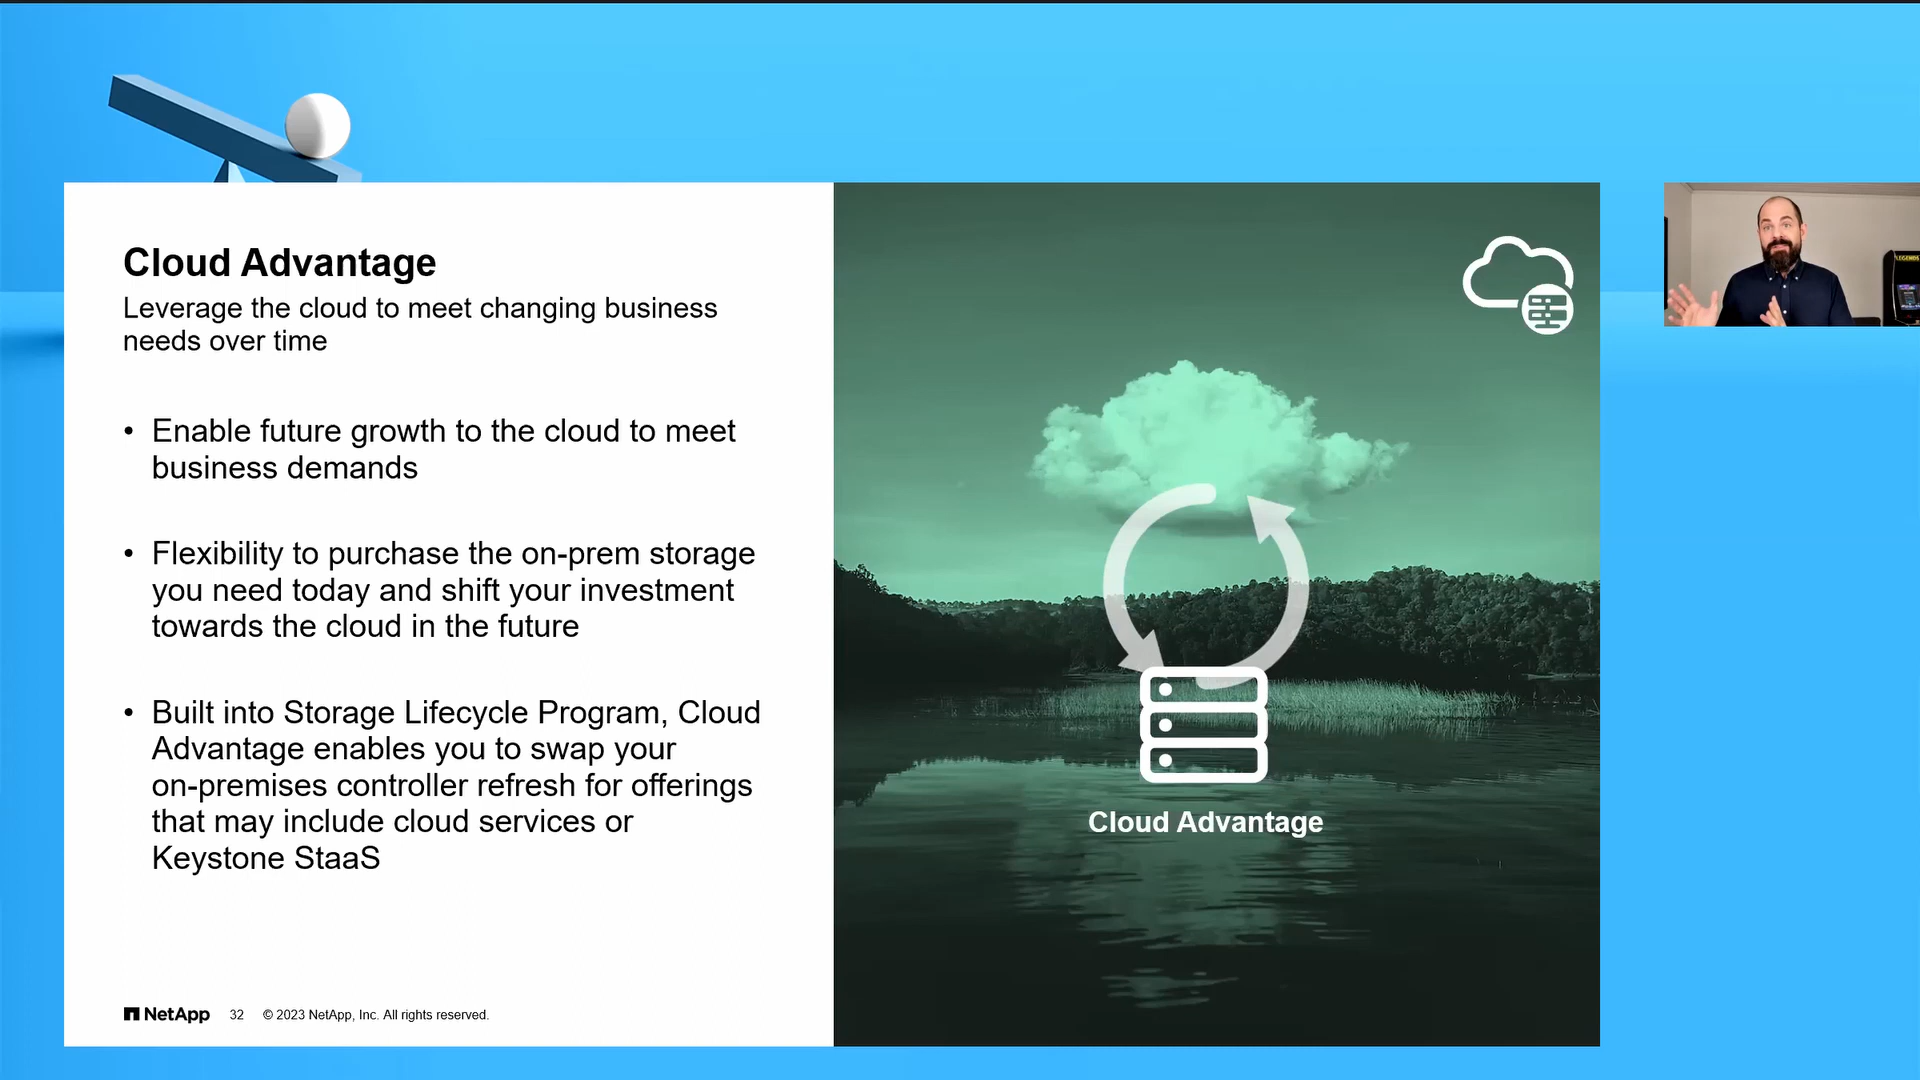 Cloud Advantage
Leverage the cloud to meet changing business
needs over time
• Enable future growth to the cloud to meet
business demands
• Flexibility to purchase the on-prem storage
you need today and shift your investment
towards the cloud in the future
• Built into Storage Lifecycle Program, Cloud
Advantage enables you to swap your
on-premises controller refresh for offerings
that may include cloud services or
Keystone StaaS
NetApp 32 © 2023 NetApp, Inc. All rights reserved.
Cloud Advantage
LEGENDS